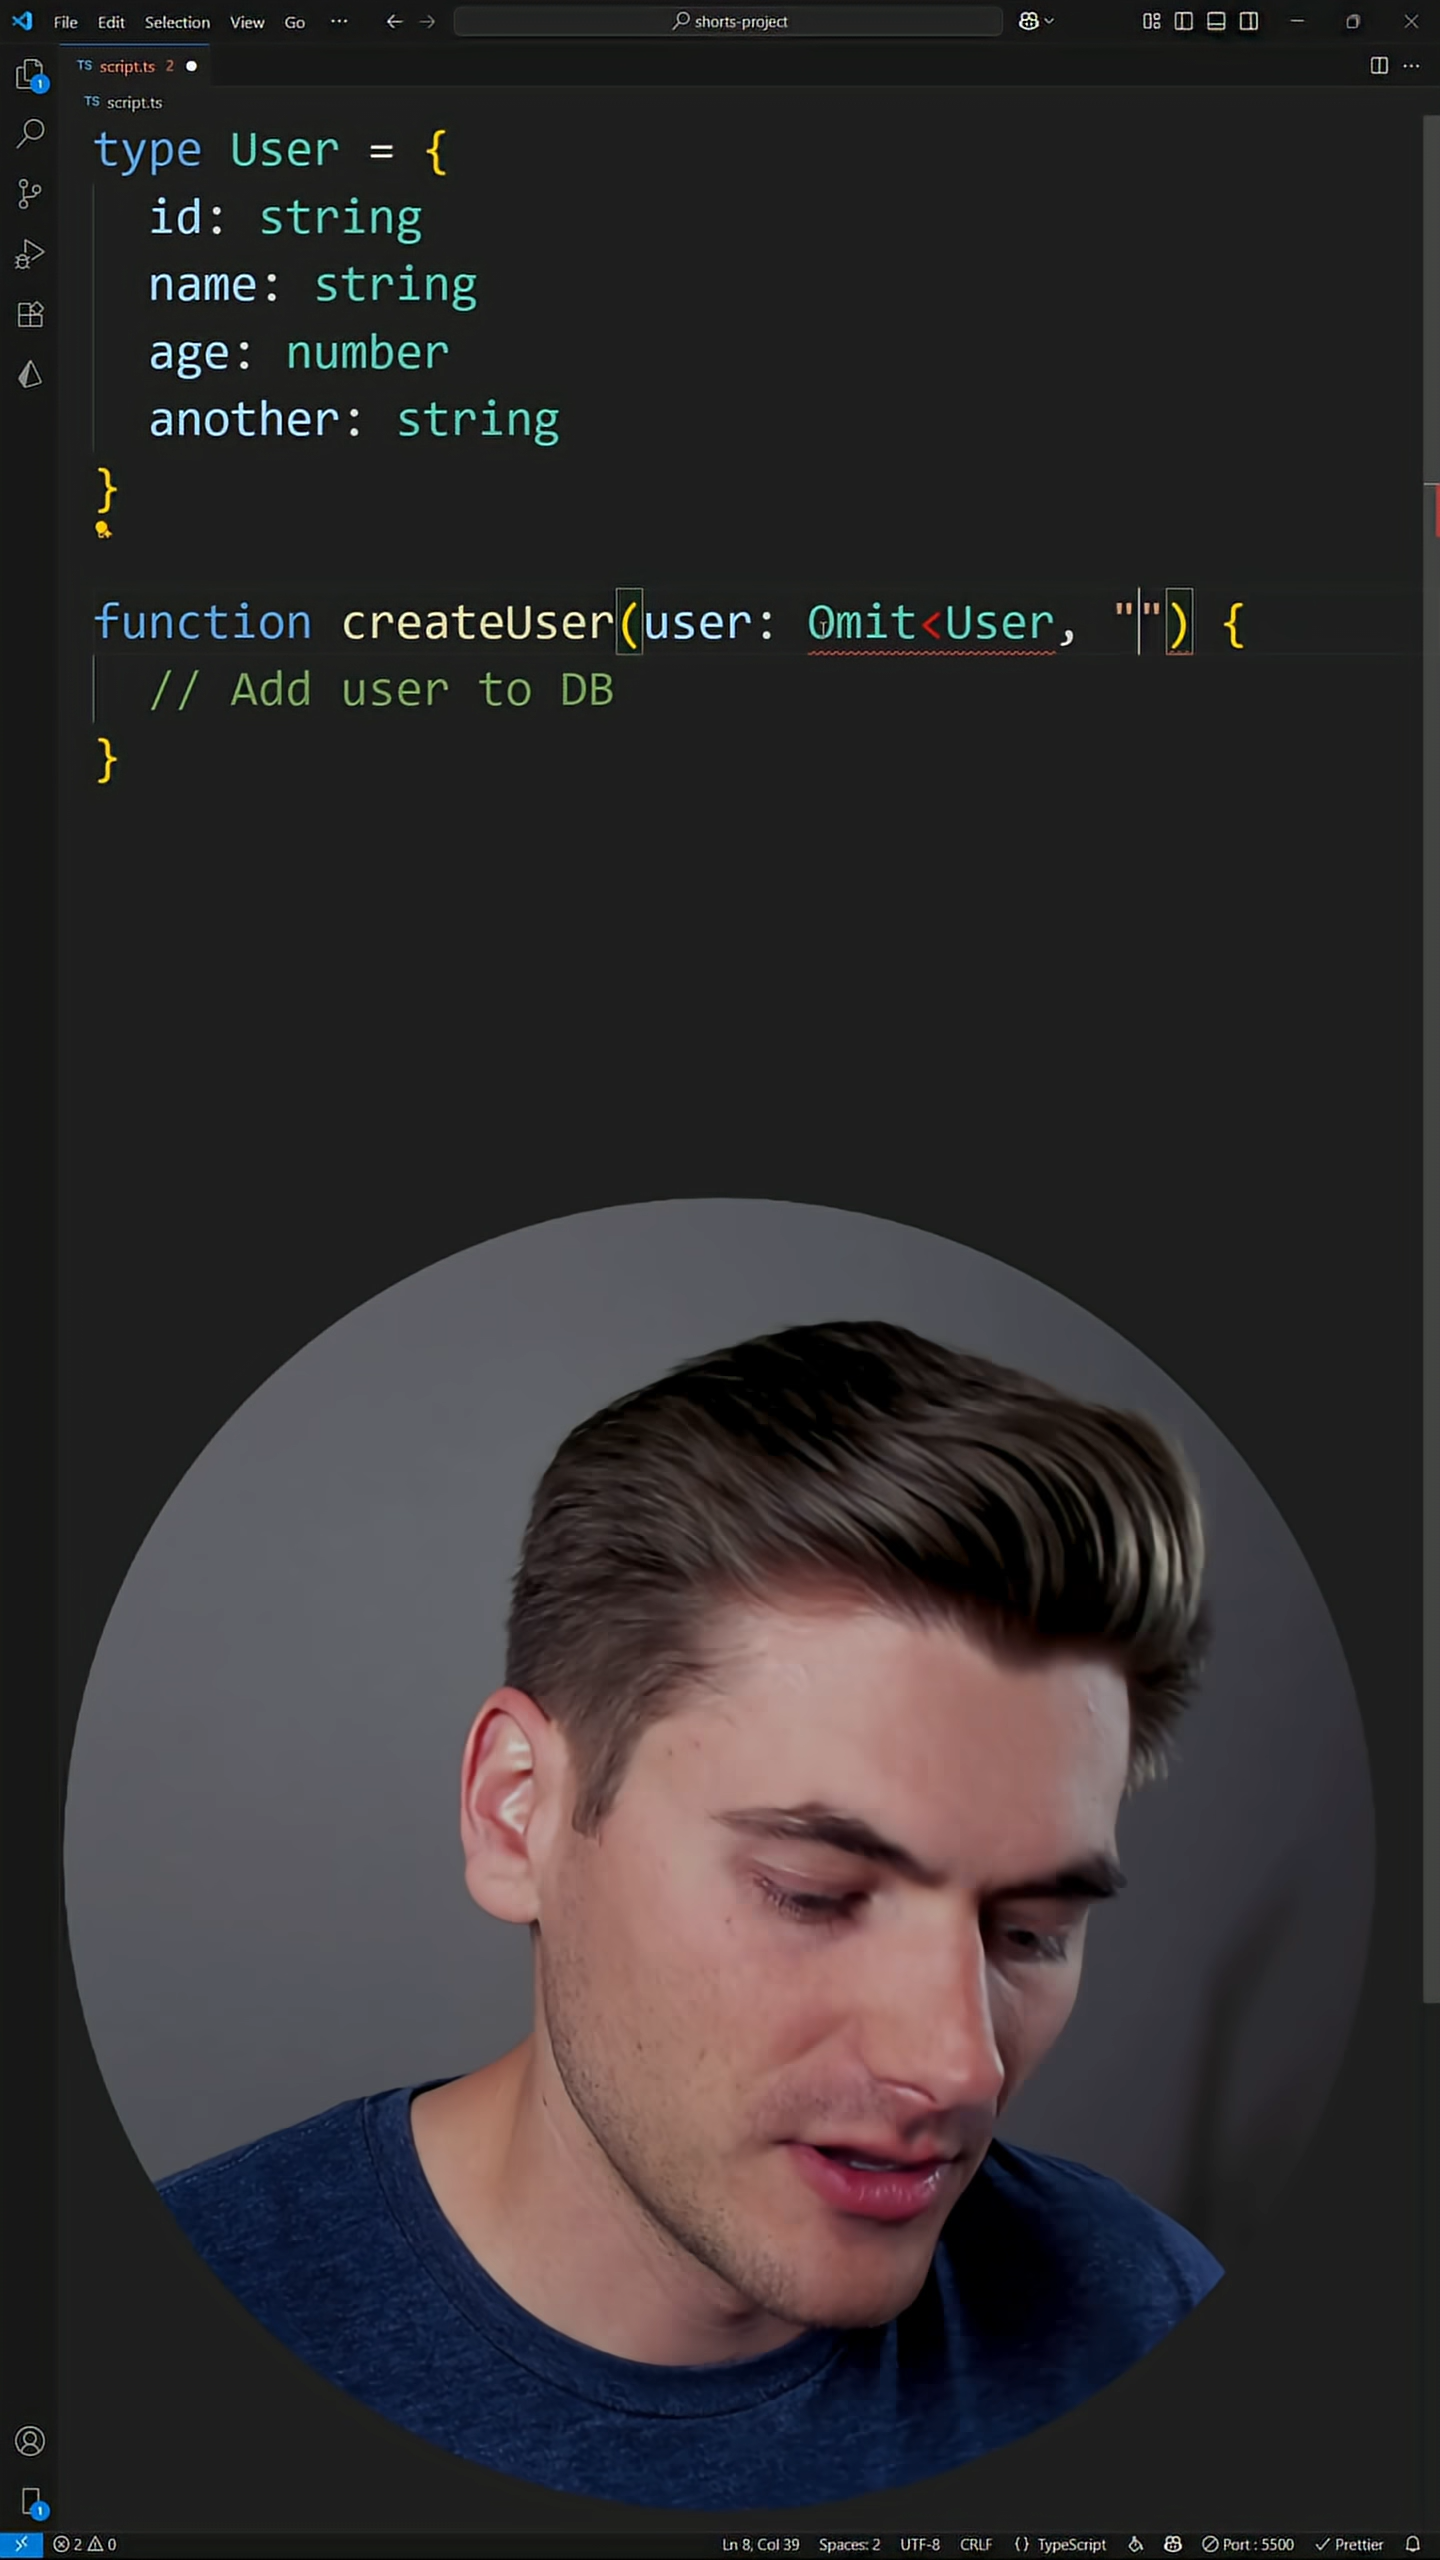 File Edit Selection View Go ··· shorts-project
TS script.ts 2
TS script.ts
type User = {
id: string
name: string
age: number
another: string
}
function createUser(user: Omit<User, "") {
// Add user to DB
}
1
1
2 0 Ln 8, Col 39 Spaces: 2 UTF-8 CRLF {} TypeScript Port : 5500 Prettier